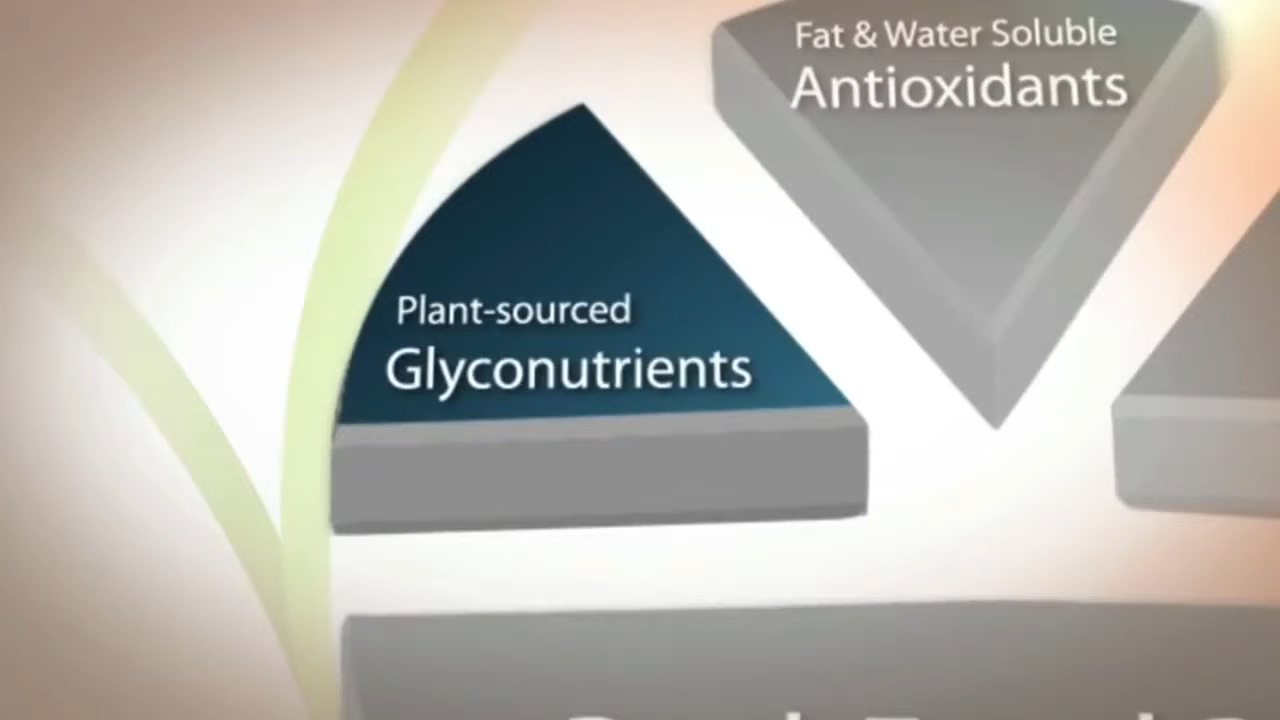 Fat & Water Soluble
Antioxidants
Plant-sourced
Glyconutrients